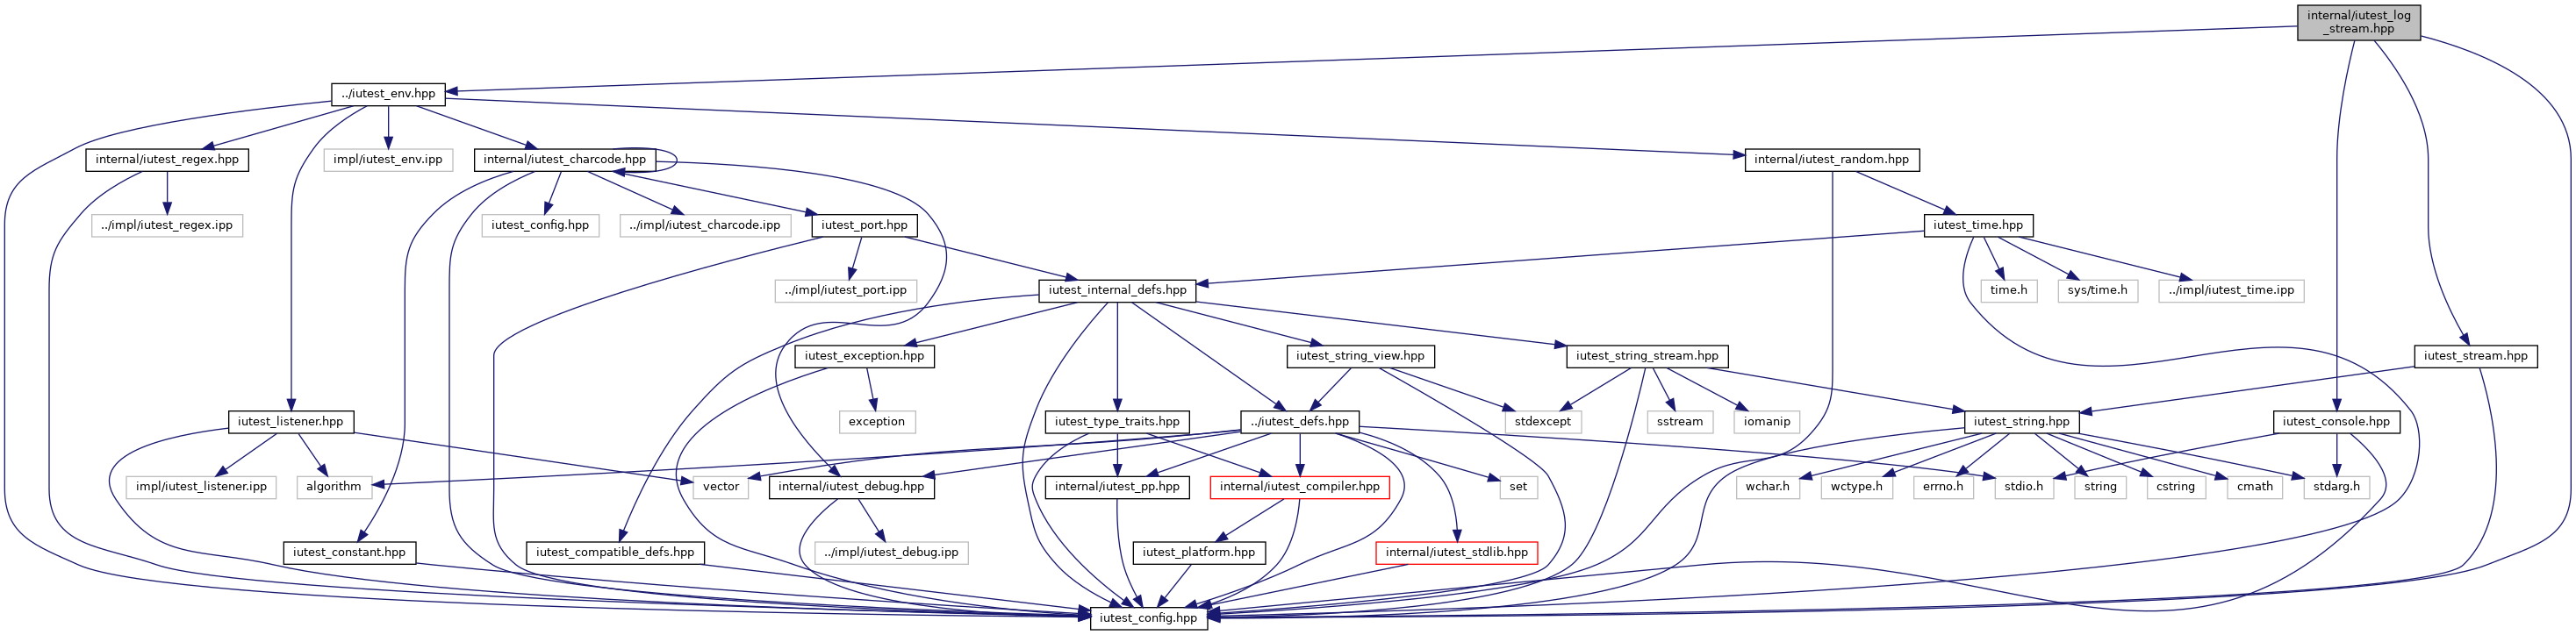 internal/iutest_log
_stream.hpp
../iutest_env.hpp
internal/iutest_regex.hpp
impl/iutest_env.ipp
internal/iutest_charcode.hpp
internal/iutest_random.hpp
../impl/iutest_regex.ipp
iutest_config.hpp
../impl/iutest_charcode.ipp
iutest_port.hpp
iutest_time.hpp
../impl/iutest_port.ipp
iutest_internal_defs.hpp
time.h
sys/time.h
../impl/iutest_time.ipp
iutest_exception.hpp
iutest_string_view.hpp
iutest_string_stream.hpp
iutest_stream.hpp
iutest_listener.hpp
exception
iutest_type_traits.hpp
../iutest_defs.hpp
stdexcept
sstream
iomanip
iutest_string.hpp
iutest_console.hpp
impl/iutest_listener.ipp
algorithm
vector
internal/iutest_debug.hpp
internal/iutest_pp.hpp
internal/iutest_compiler.hpp
set
wchar.h
wctype.h
errno.h
stdio.h
string
cstring
cmath
stdarg.h
iutest_constant.hpp
iutest_compatible_defs.hpp
../impl/iutest_debug.ipp
iutest_platform.hpp
internal/iutest_stdlib.hpp
iutest_config.hpp